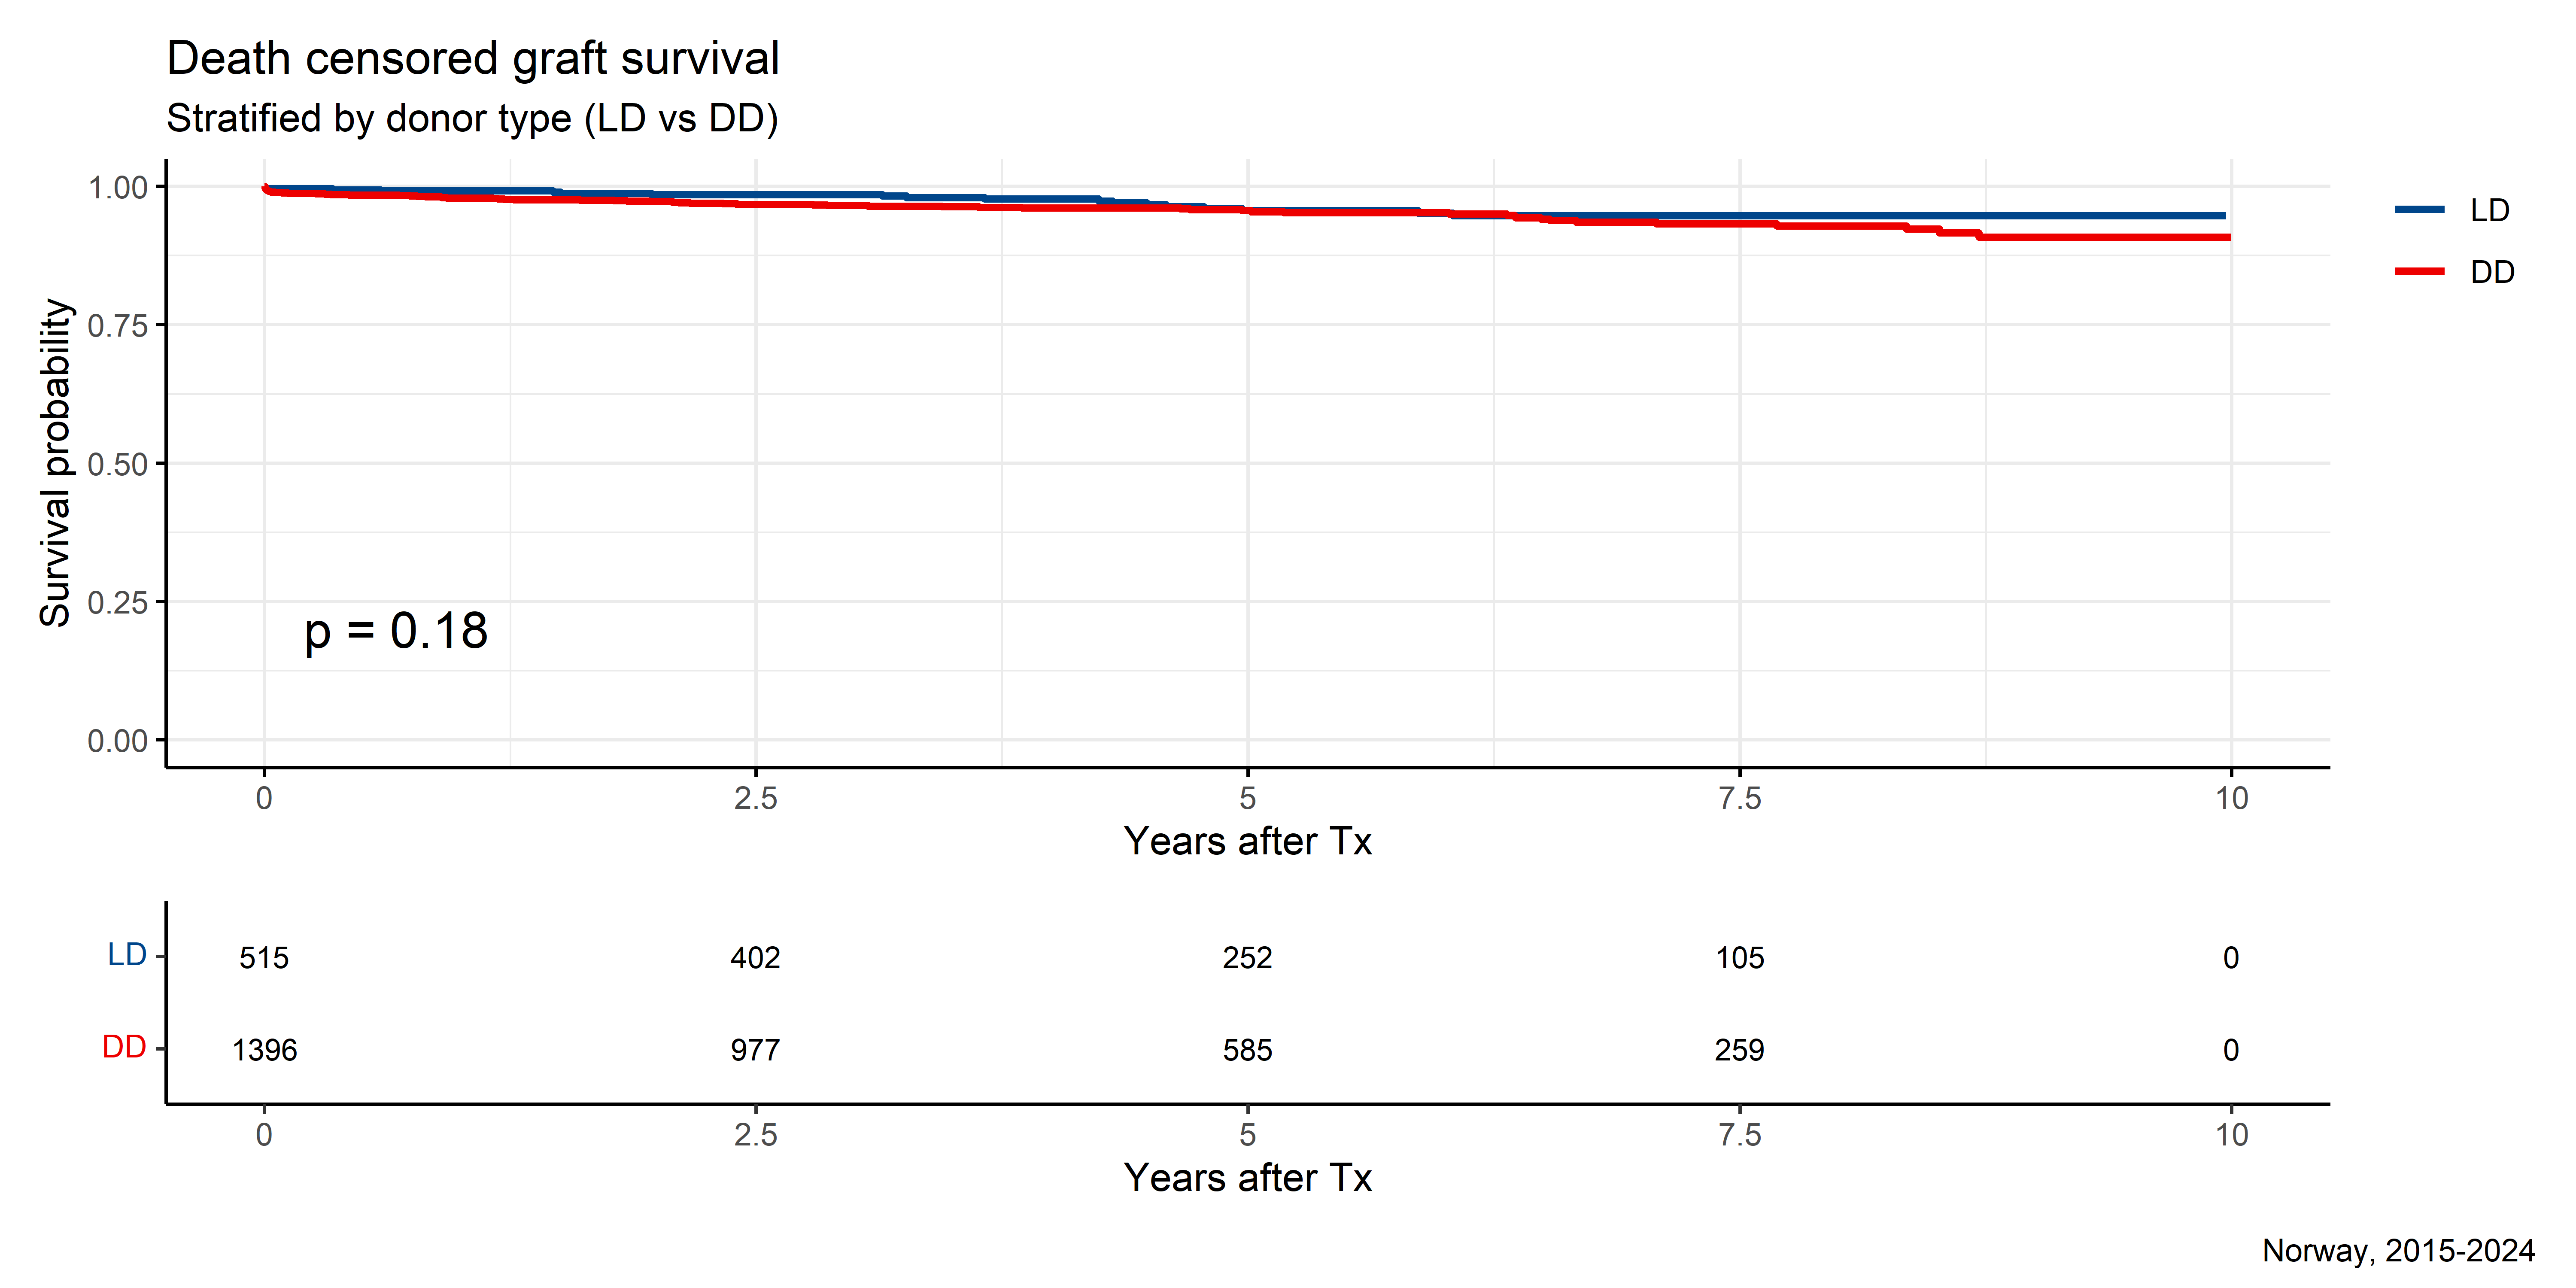 Death censored graft survival
Stratified by donor type (LD vs DD)
Survival probability
1.00
0.75
0.50
0.25
0.00
p = 0.18
0 2.5 5 7.5 10
Years after Tx
LD
DD
LD 515 402 252 105 0
DD 1396 977 585 259 0
0 2.5 5 7.5 10
Years after Tx
Norway, 2015-2024